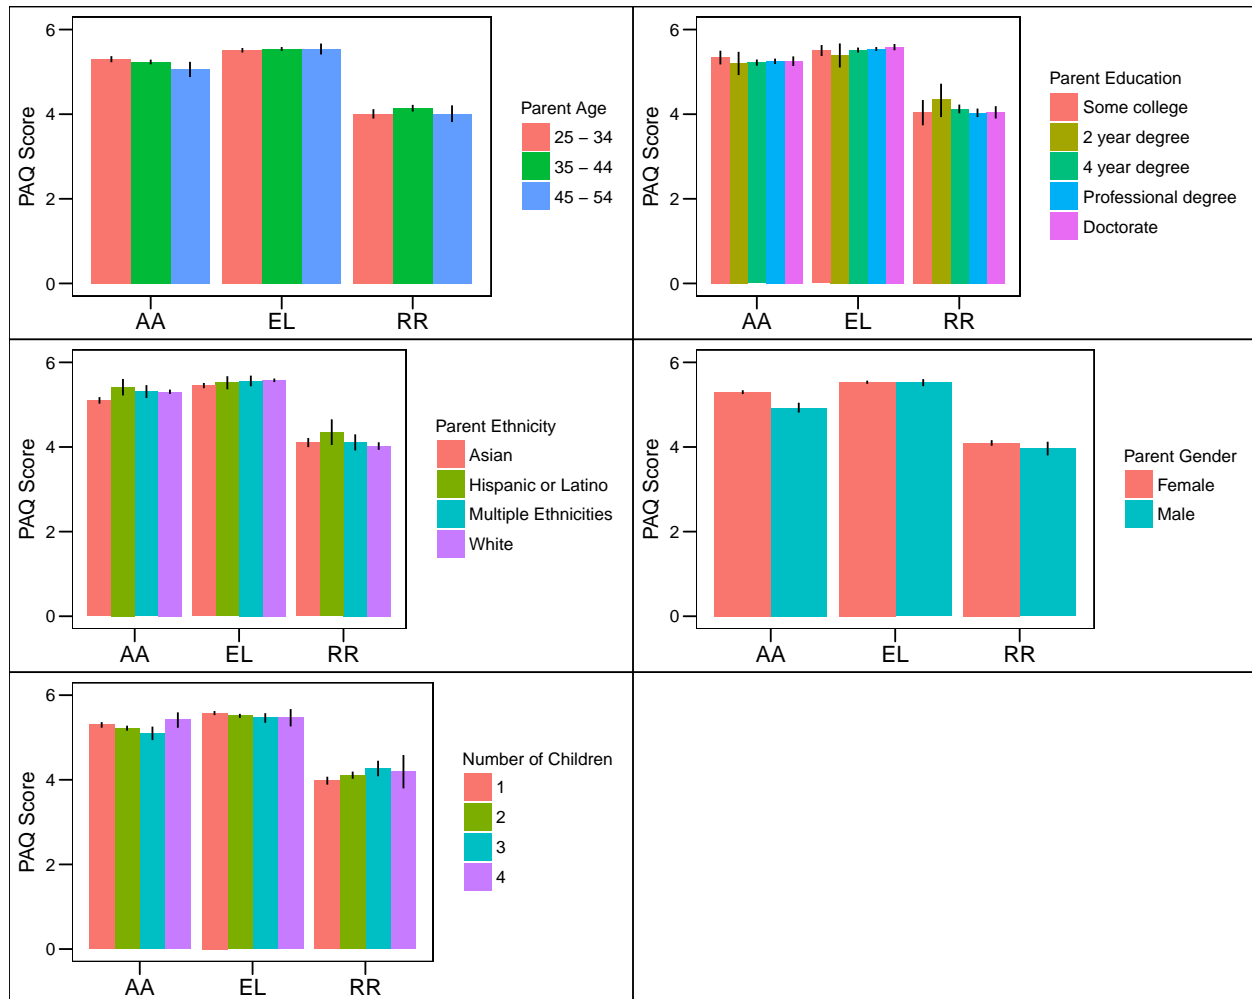 PAQ Score
6
4
2
0
AA EL RR
Parent Age
25 – 34
35 – 44
45 – 54
PAQ Score
6
4
2
0
AA EL RR
Parent Education
Some college
2 year degree
4 year degree
Professional degree
Doctorate
PAQ Score
6
4
2
0
AA EL RR
Parent Ethnicity
Asian
Hispanic or Latino
Multiple Ethnicities
White
PAQ Score
6
4
2
0
AA EL RR
Parent Gender
Female
Male
PAQ Score
6
4
2
0
AA EL RR
Number of Children
1
2
3
4